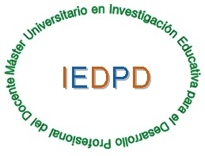 Máster Universitario en Investigación Educativa para el Desarrollo Profesional del Docente
IEDPD